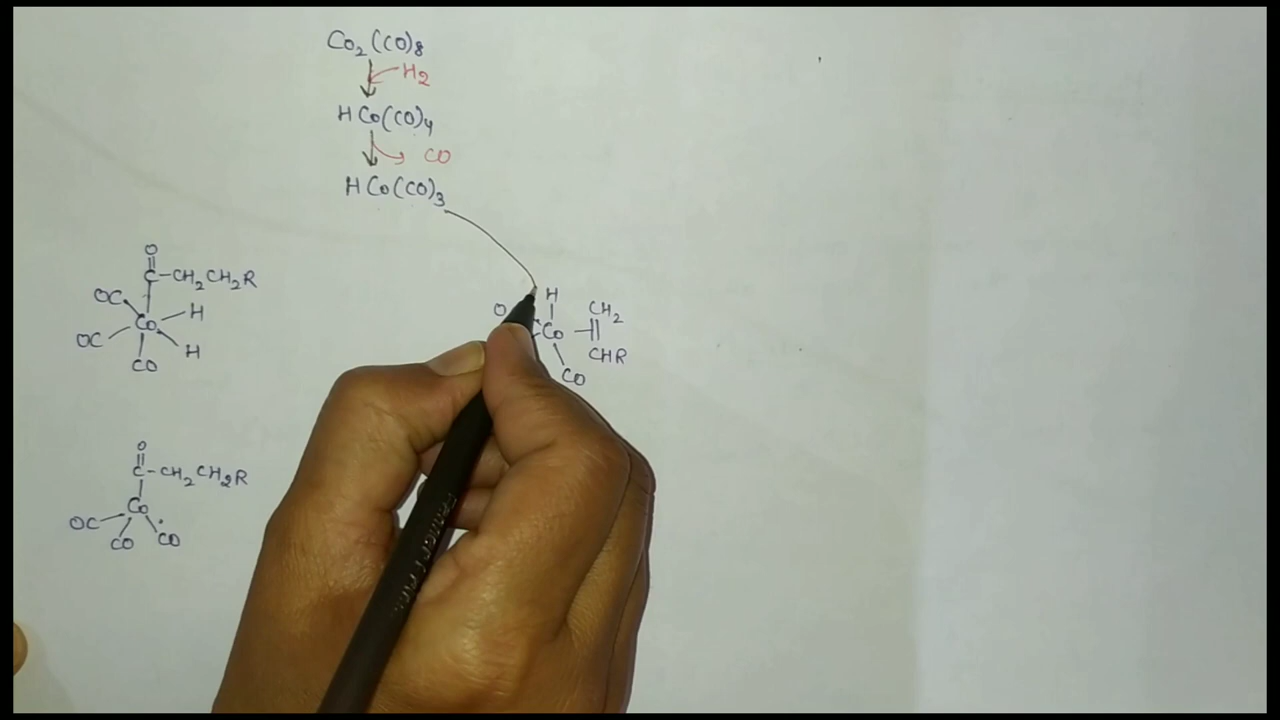 Co₂(CO)₈
H₂
HCo(CO)₄
CO
HCo(CO)₃
O
C-CH₂CH₂R
OC
H
Co
OC
H
CO
H
CH₂
O
Co
CHR
CO
O
C-CH₂CH₂R
Co
OC
CO
CO